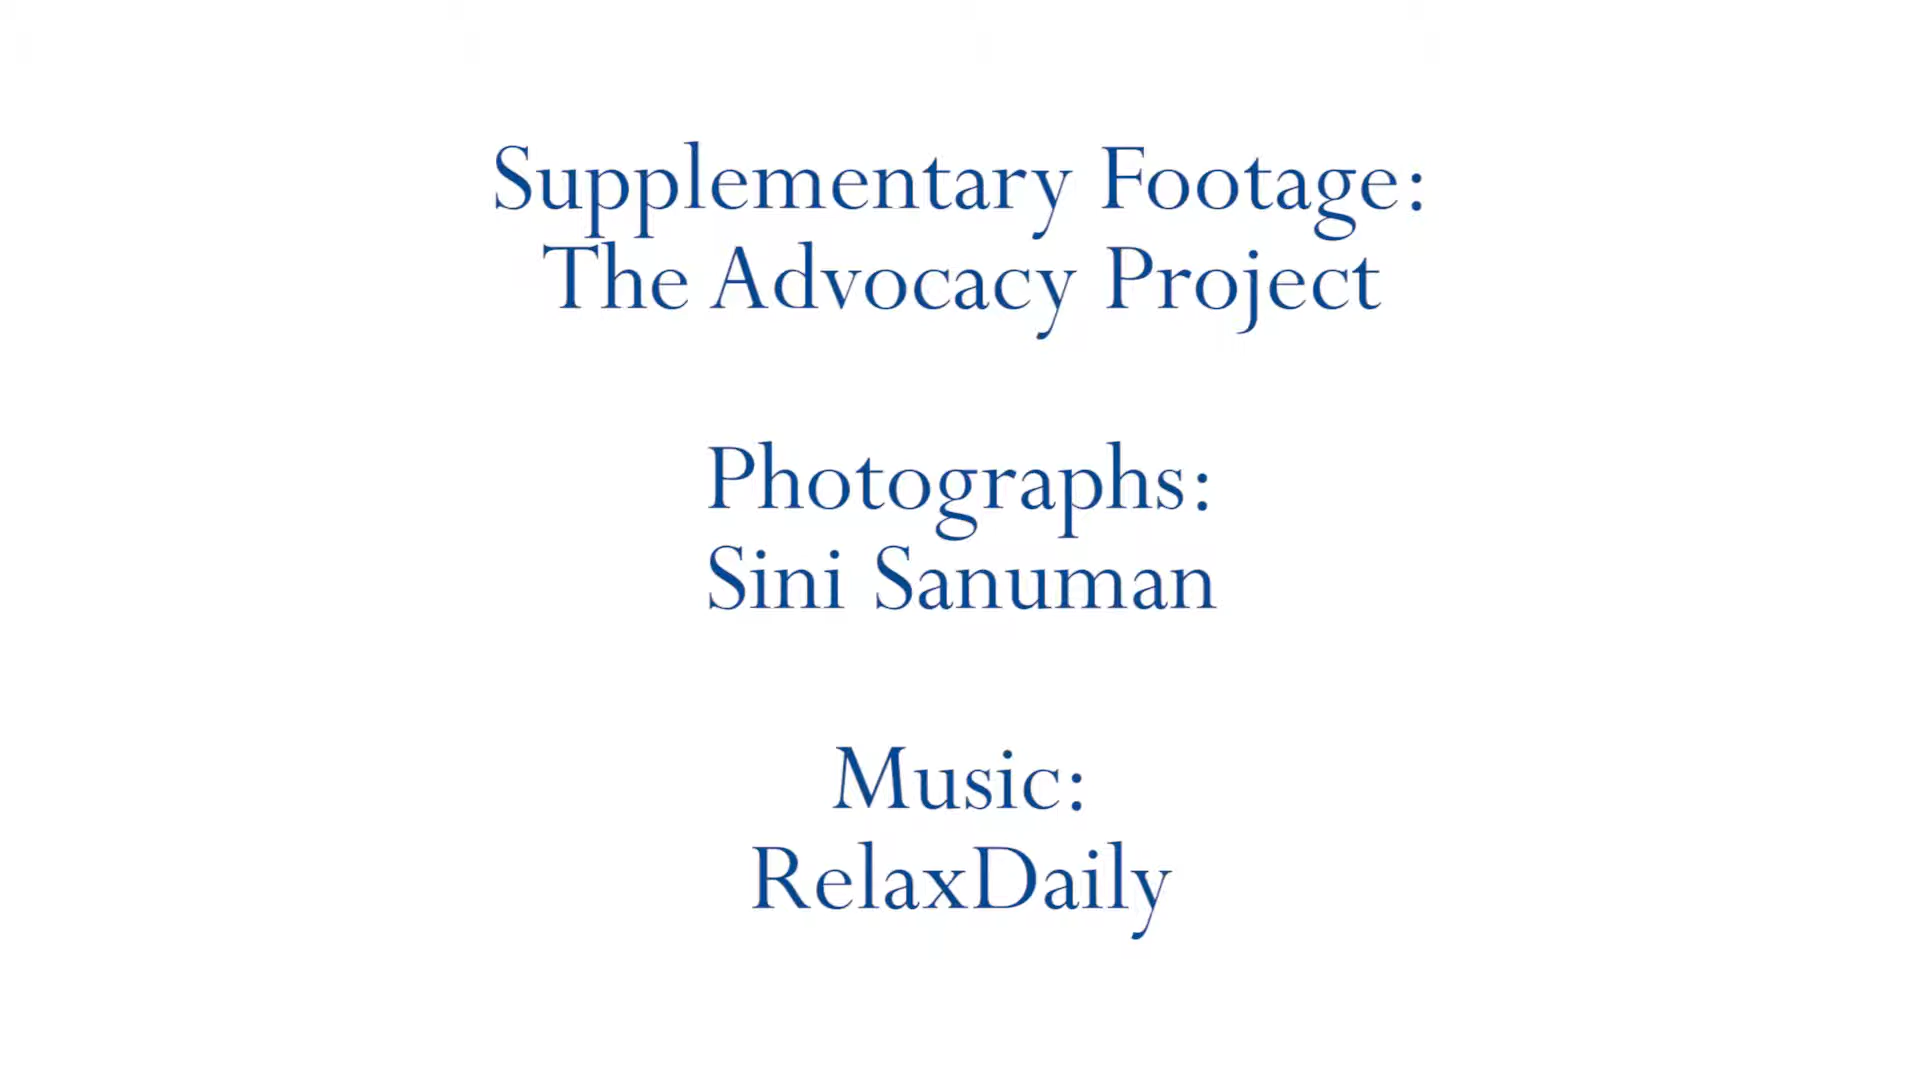 Supplementary Footage:
The Advocacy Project
Photographs:
Sini Sanuman
Music:
RelaxDaily